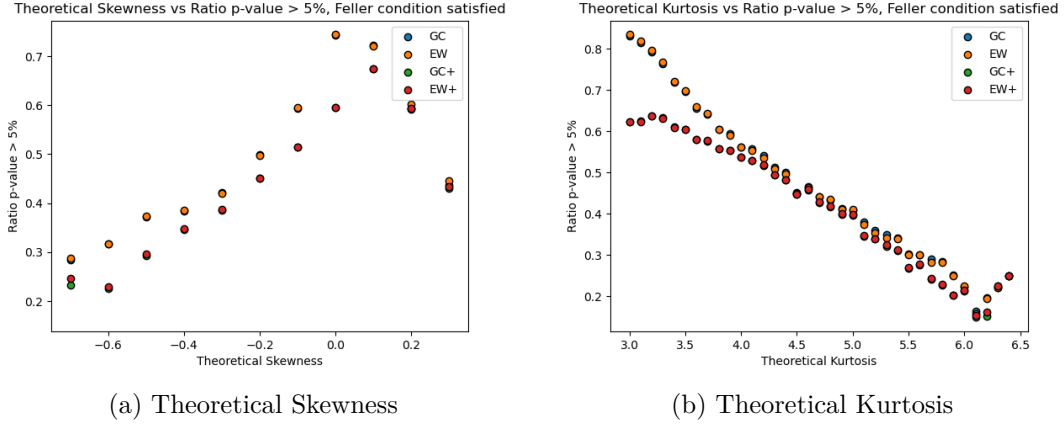 Theoretical Skewness vs Ratio p-value > 5%, Feller condition satisfied
GC
EW
GC+
EW+
0.7
0.6
0.5
0.4
0.3
0.2
Ratio p-value > 5%
−0.6
−0.4
−0.2
0.0
0.2
Theoretical Skewness
(a) Theoretical Skewness
Theoretical Kurtosis vs Ratio p-value > 5%, Feller condition satisfied
GC
EW
GC+
EW+
0.8
0.7
0.6
0.5
0.4
0.3
0.2
Ratio p-value > 5%
3.0
3.5
4.0
4.5
5.0
5.5
6.0
6.5
Theoretical Kurtosis
(b) Theoretical Kurtosis